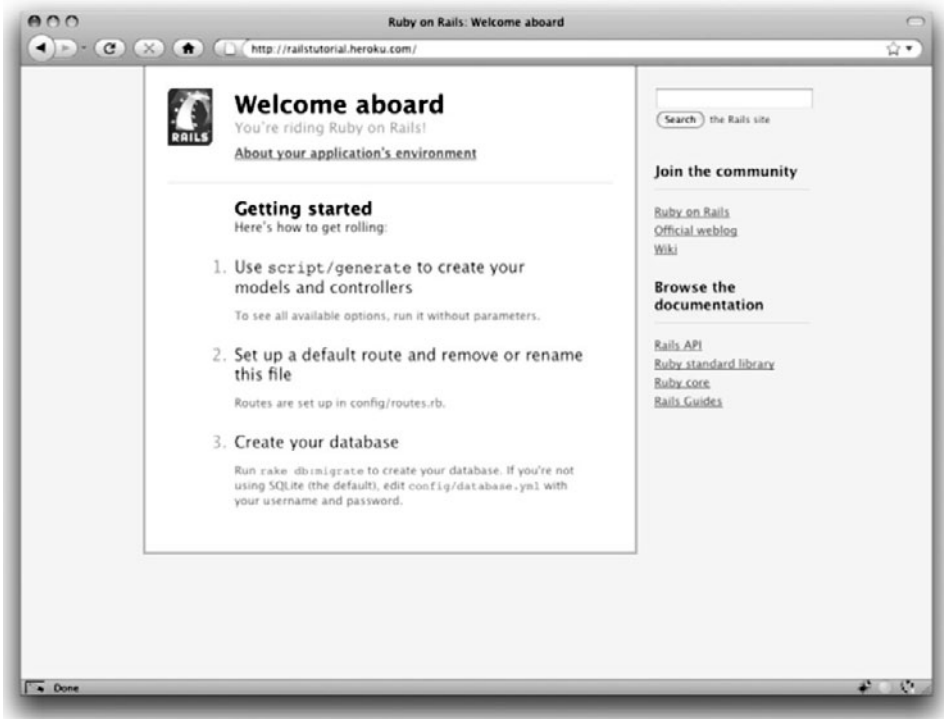 Ruby on Rails: Welcome aboard
http://railstutorial.heroku.com/
RAILS
Welcome aboard
You're riding Ruby on Rails!
About your application's environment
Getting started
Here's how to get rolling:
1. Use script/generate to create your
models and controllers
To see all available options, run it without parameters.
2. Set up a default route and remove or rename
this file
Routes are set up in config/routes.rb.
3. Create your database
Run rake db:migrate to create your database. If you're not
using SQLite (the default), edit config/database.yml with
your username and password.
Search the Rails site
Join the community
Ruby on Rails
Official weblog
Wiki
Browse the
documentation
Rails API
Ruby standard library
Ruby core
Rails Guides
Done